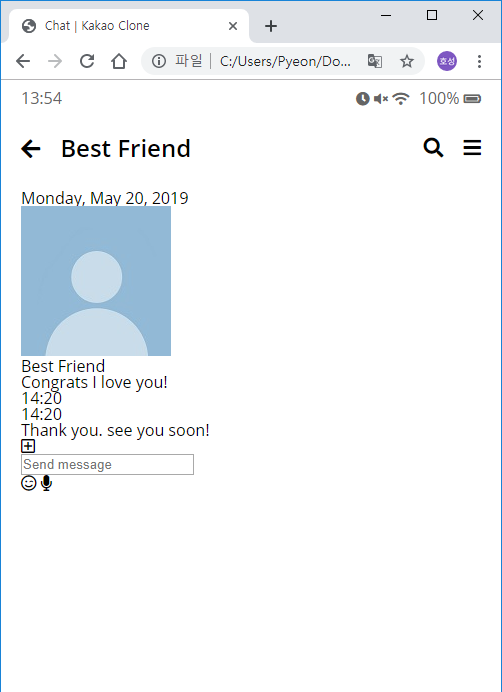 Chat | Kakao Clone
파일 | C:/Users/Pyeon/Do...
호성
13:54
100%
Best Friend
Monday, May 20, 2019
Best Friend
Congrats I love you!
14:20
14:20
Thank you. see you soon!
Send message